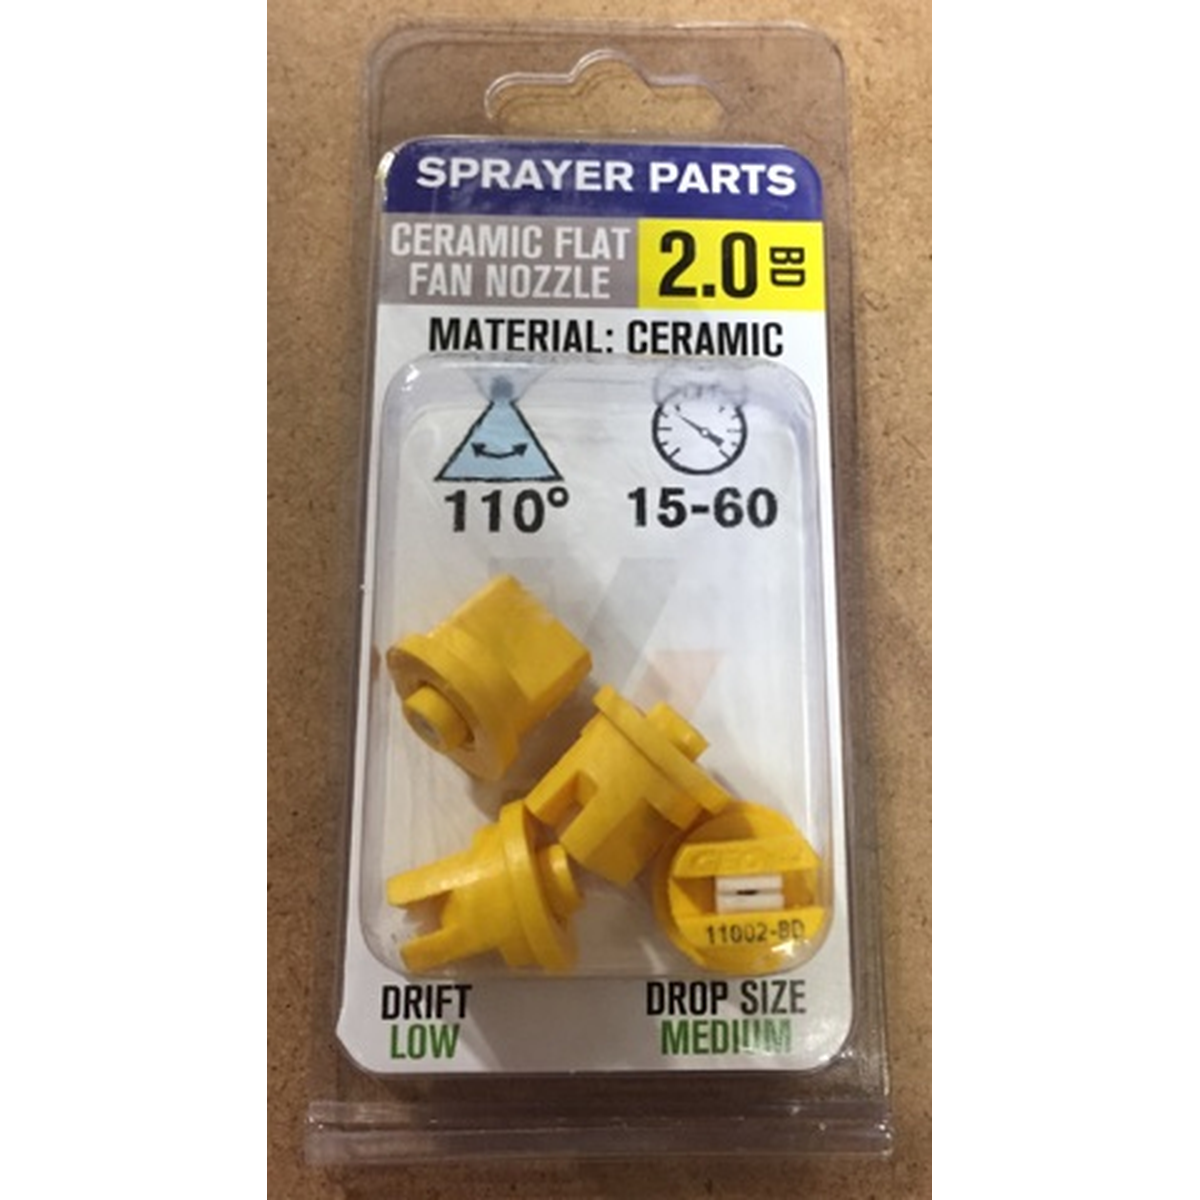 SPRAYER PARTS
CERAMIC FLAT
FAN NOZZLE
2.0 BD
MATERIAL: CERAMIC
110°
15-60
11002-BD
DRIFT
LOW
DROP SIZE
MEDIUM